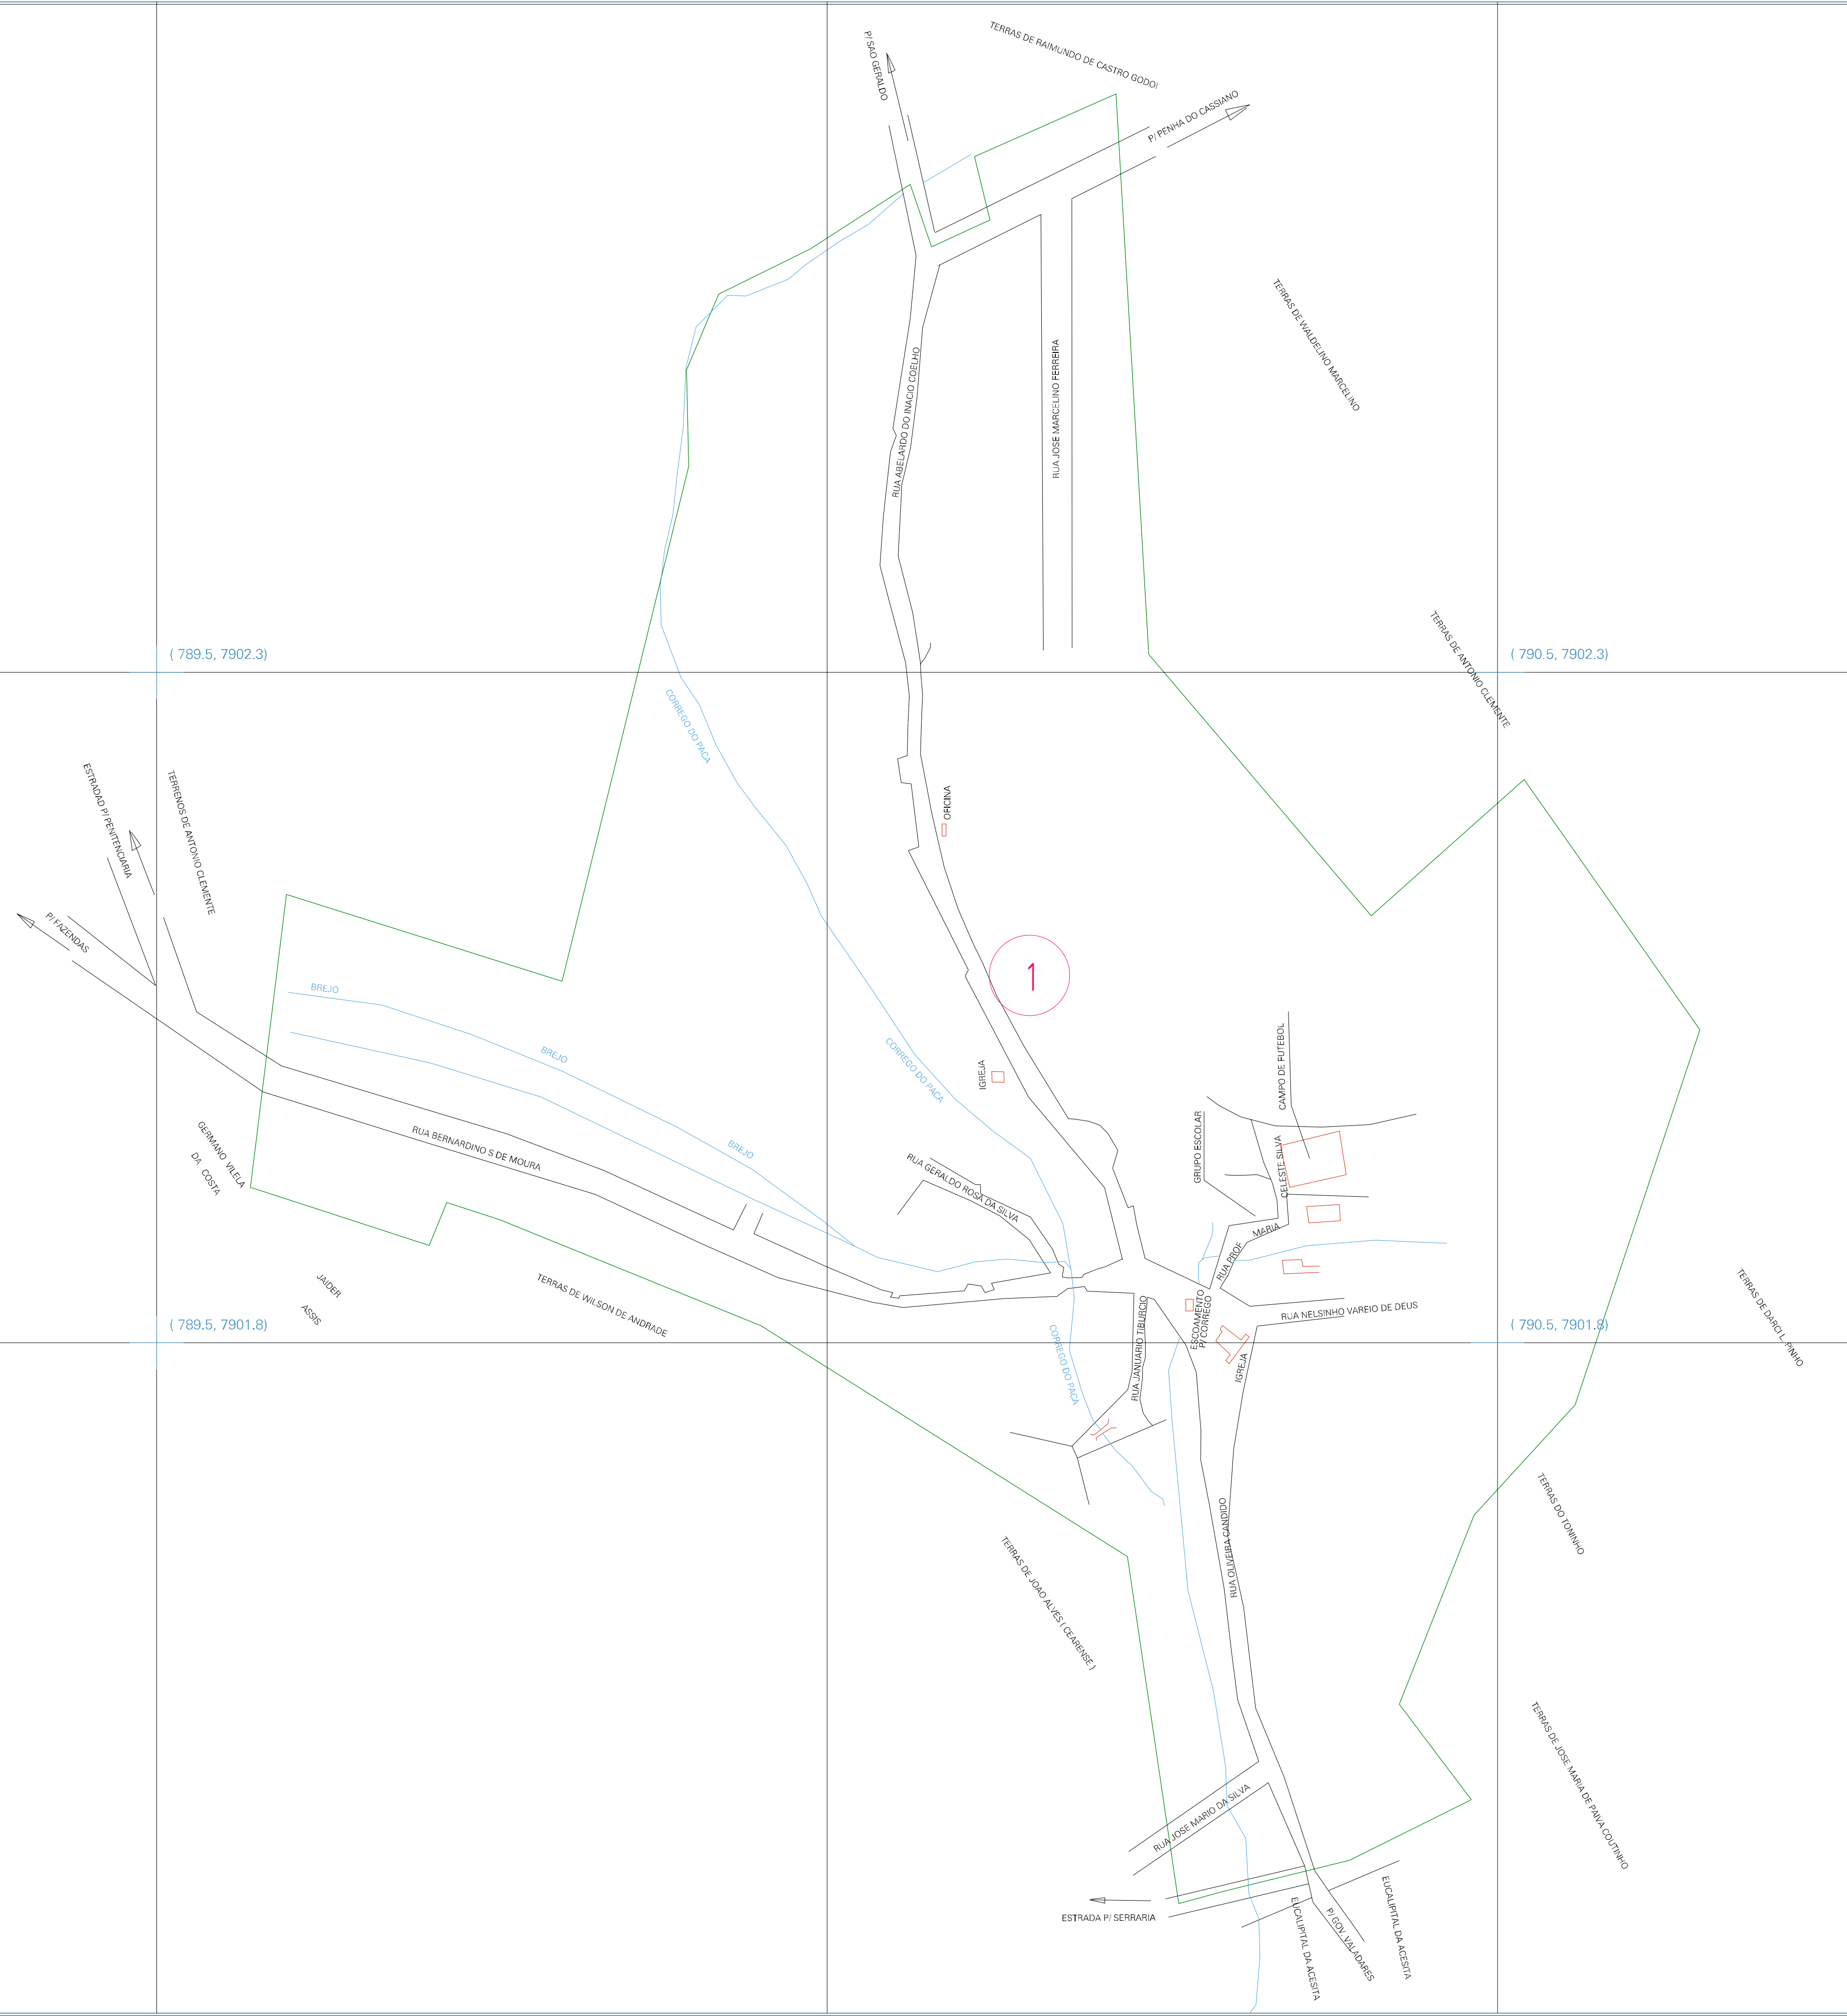 TERRAS DE RAIMUNDO DE CASTRO GODOI
P/ SAO GERALDO
P/ PENHA DO CASSIANO
TERRAS DE WALDELINO MARCELINO
RUA ABELARDO DO INACIO COELHO
RUA JOSE MARCELINO FERREIRA
( 789.5, 7902.3)
( 790.5, 7902.3)
TERRAS DE ANTONIO CLEMENTE
CORREGO DO PACA
ESTRADAD P/ PENITENCIARIA
TERRENOS DE ANTONIO CLEMENTE
OFICINA
P/ FAZENDAS
1
BREJO
BREJO
CORREGO DO PACA
IGREJA
CAMPO DE FUTEBOL
GERMANO VILELA
DA COSTA
RUA BERNARDINO S DE MOURA
BREJO
RUA GERALDO ROSA DA SILVA
GRUPO ESCOLAR
CELESTE SILVA
MARIA
RUA PROF
JAIDER
ASSIS
TERRAS DE WILSON DE ANDRADE
TERRAS DE DARCI L. PINHO
ESCOAMENTO
P/ CORREGO
RUA NELSINHO VAREIO DE DEUS
( 789.5, 7901.8)
( 790.5, 7901.8)
CORREGO DO PACA
RUA JANUARIO TIBURCIO
IGREJA
TERRAS DO TONINHO
RUA OLIVEIRA CANDIDO
TERRAS DE JOAO ALVES ( CEARENSE )
TERRAS DE JOSE MARIA DE PAIVA COUTINHO
RUA JOSE MARIO DA SILVA
ESTRADA P/ SERRARIA
EUCALIPITAL DA ACESITA
P/ GOV. VALADARES
EUCALIPITAL DA ACESITA